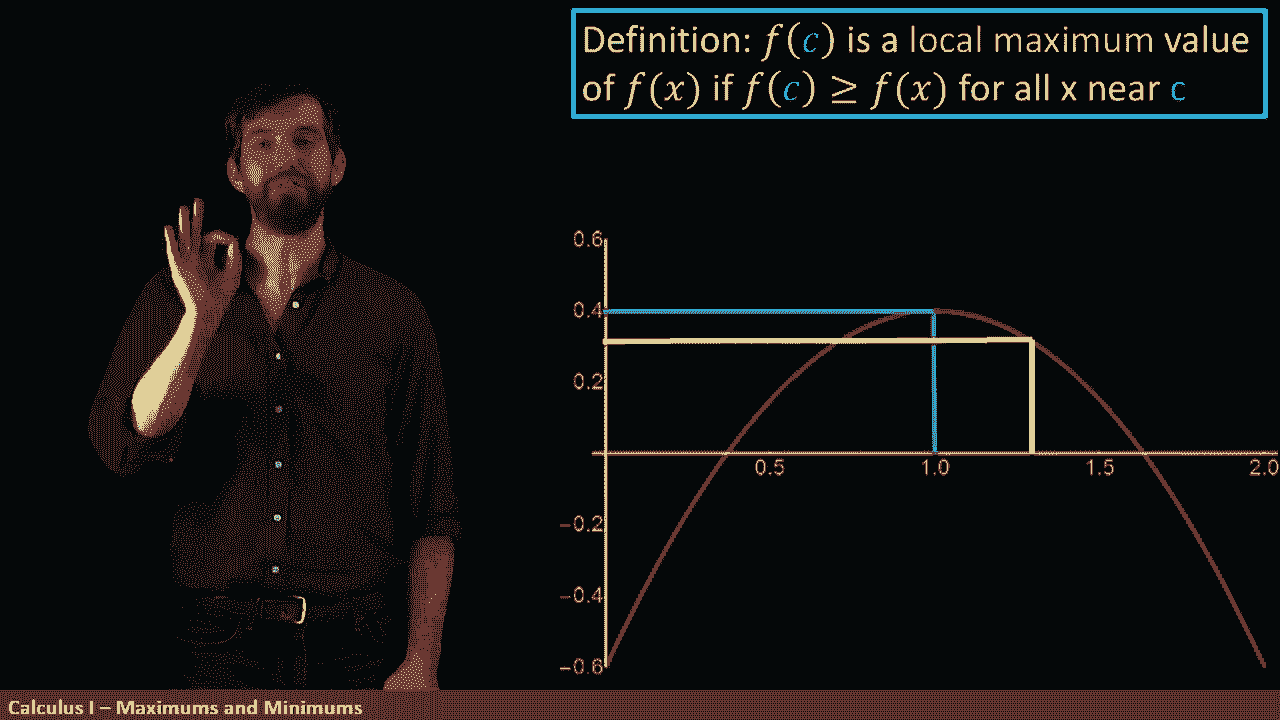 Definition: f(c) is a local maximum value
of f(x) if f(c) ≥ f(x) for all x near c
0.6
0.4
0.2
0.5 1.0 1.5 2.0
−0.2
−0.4
−0.6
Calculus I – Maximums and Minimums